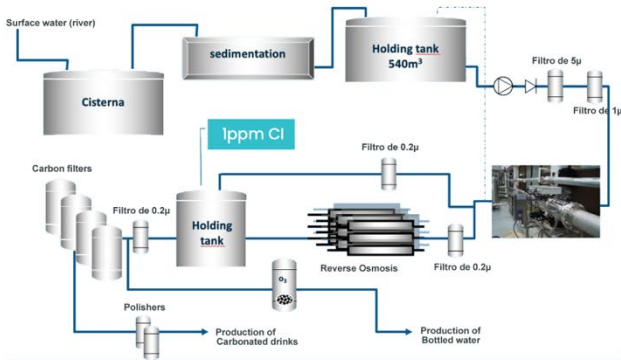 Surface water (river)
Cisterna
sedimentation
Holding tank
540m³
Filtro de 5µ
Filtro de 1µ
1ppm Cl
Carbon filters
Filtro de 0.2µ
Filtro de 0.2µ
Holding
tank
Reverse Osmosis
Filtro de 0.2µ
O₃
Polishers
Production of
Carbonated drinks
Production of
Bottled water